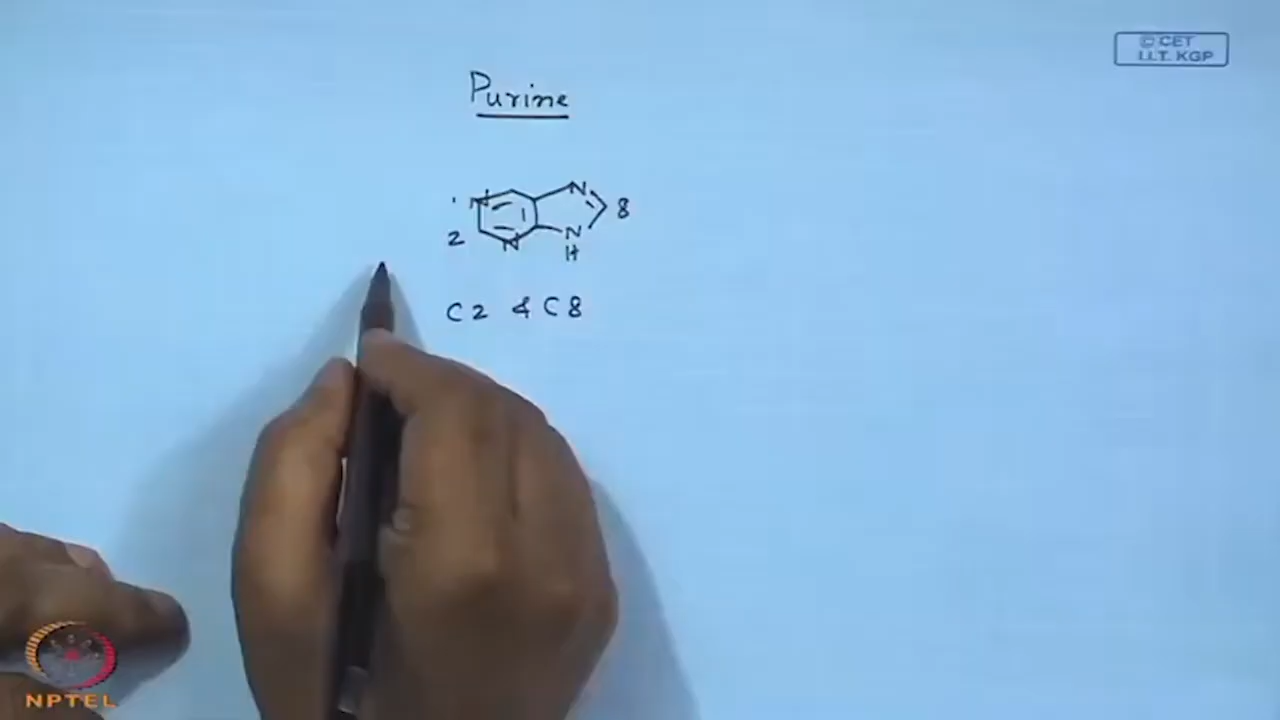 © CET
I.I.T. KGP
Purine
1 N N 8
2 N N
H
C2 & C8
NPTEL